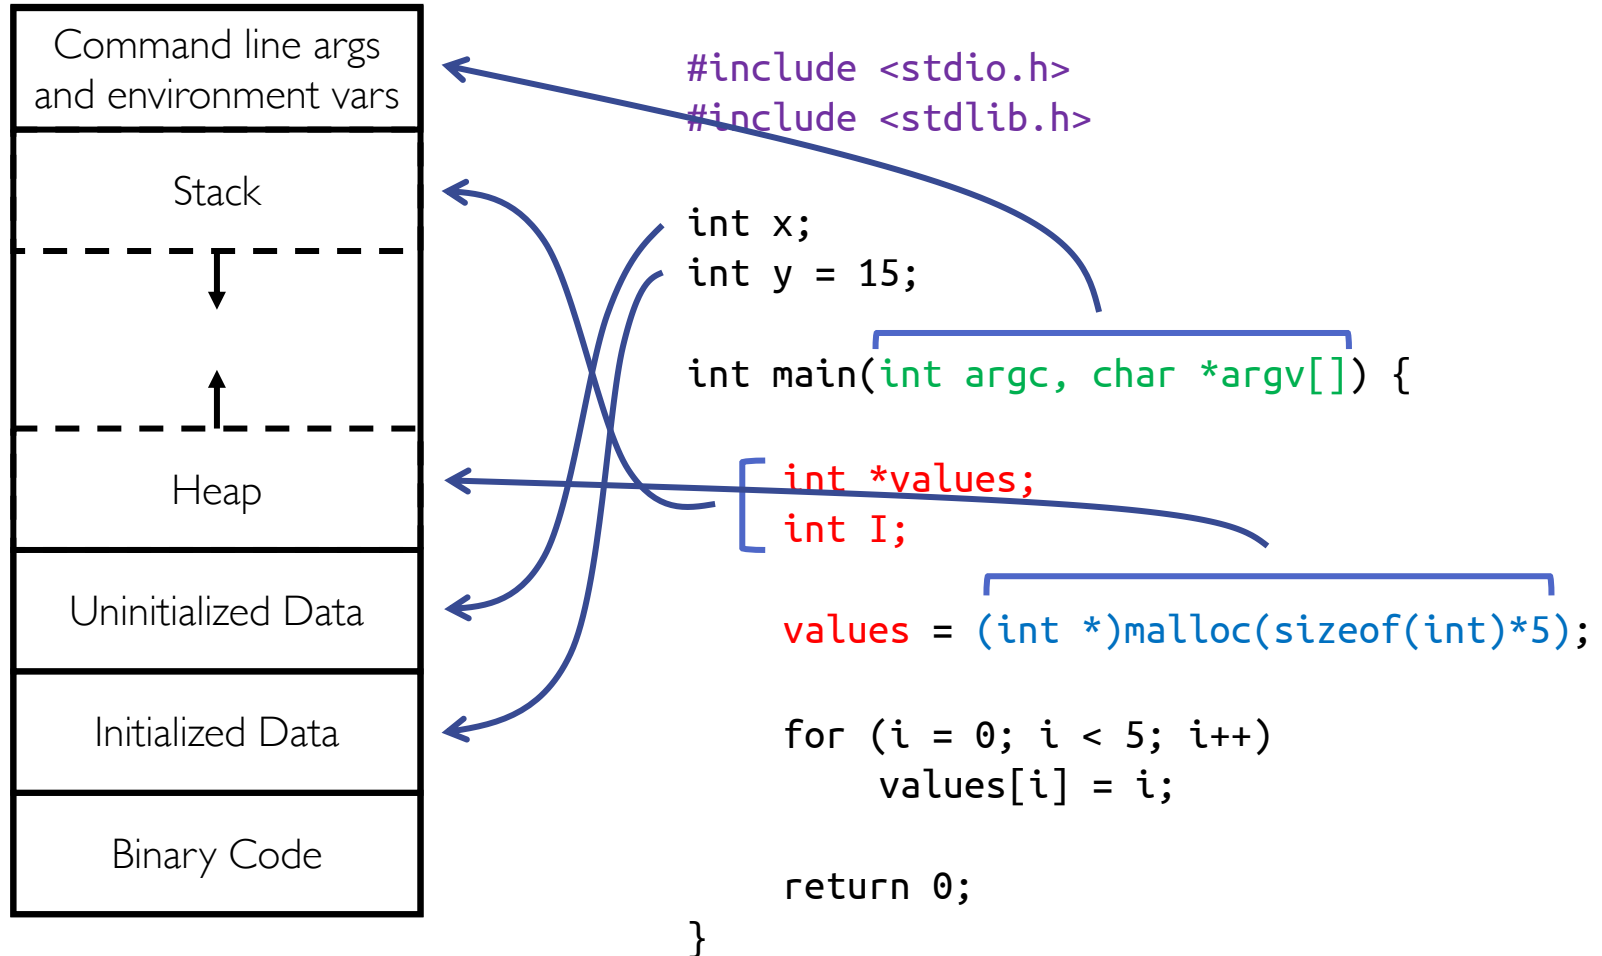 Command line args
and environment vars
Stack
Heap
Uninitialized Data
Initialized Data
Binary Code
#include <stdio.h>
#include <stdlib.h>
int x;
int y = 15;
int main(int argc, char *argv[]) {
int *values;
int I;
values = (int *)malloc(sizeof(int)*5);
for (i = 0; i < 5; i++)
values[i] = i;
return 0;
}